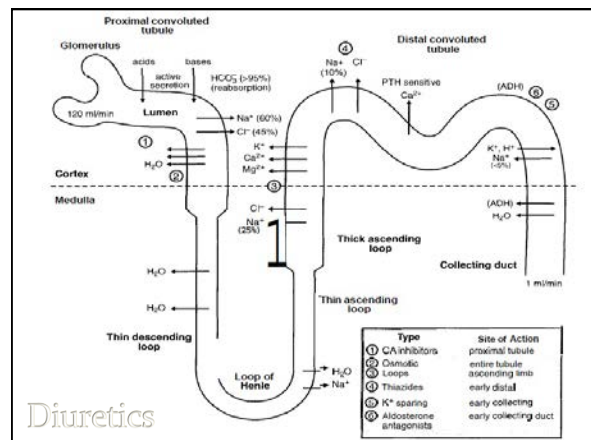 Proximal convoluted
tubule
Glomerulus
acids
bases
active
secretion
HCO3⁻ (>95%)
(reabsorption)
Lumen
120 ml/min
Na⁺ (60%)
Cl⁻ (45%)
①
H₂O
②
Cortex
Medulla
H₂O
H₂O
Thin descending
loop
Loop of
Henle
K⁺
Ca²⁺
Mg²⁺
③
Cl⁻
Na⁺
(25%)
1
Thick ascending
loop
Thin ascending
loop
H₂O
Na⁺
④
Na+ Cl⁻
(10%)
Distal convoluted
tubule
PTH sensitive
Ca²⁺
(ADH)
⑥
⑤
K⁺, H⁺
Na⁺
(~5%)
(ADH)
H₂O
Collecting duct
1 ml/min
Type Site of Action
① CA inhibitors proximal tubule
② Osmotic entire tubule
③ Loops ascending limb
④ Thiazides early distal
⑤ K⁺ sparing early collecting
⑥ Aldosterone early collecting duct
antagonists
Diuretics